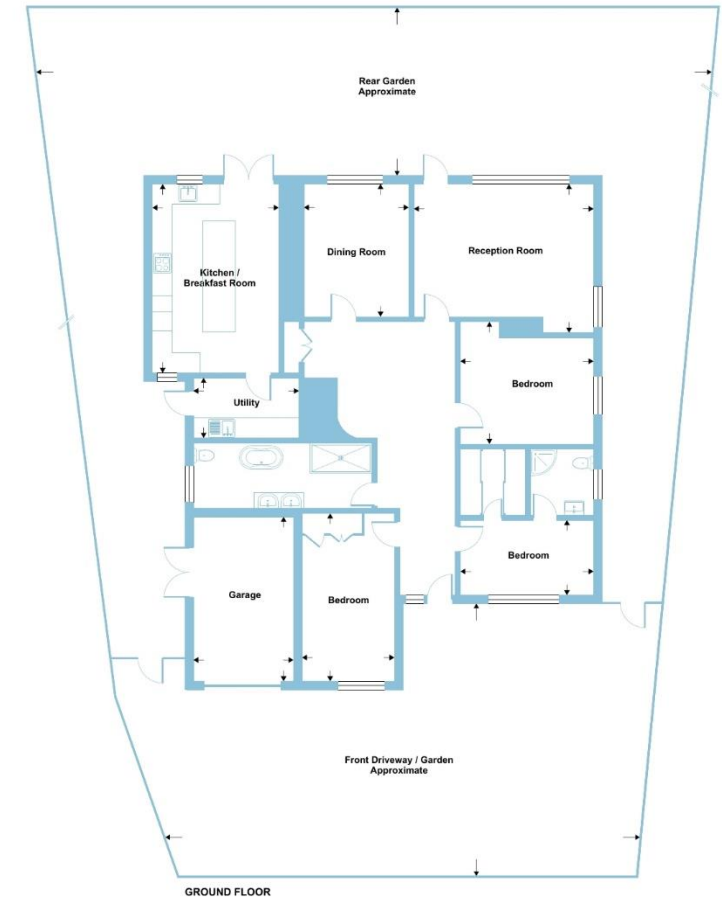 Rear Garden
Approximate
Dining Room
Reception Room
Kitchen /
Breakfast Room
Bedroom
Utility
Bedroom
Garage
Bedroom
Front Driveway / Garden
Approximate
GROUND FLOOR